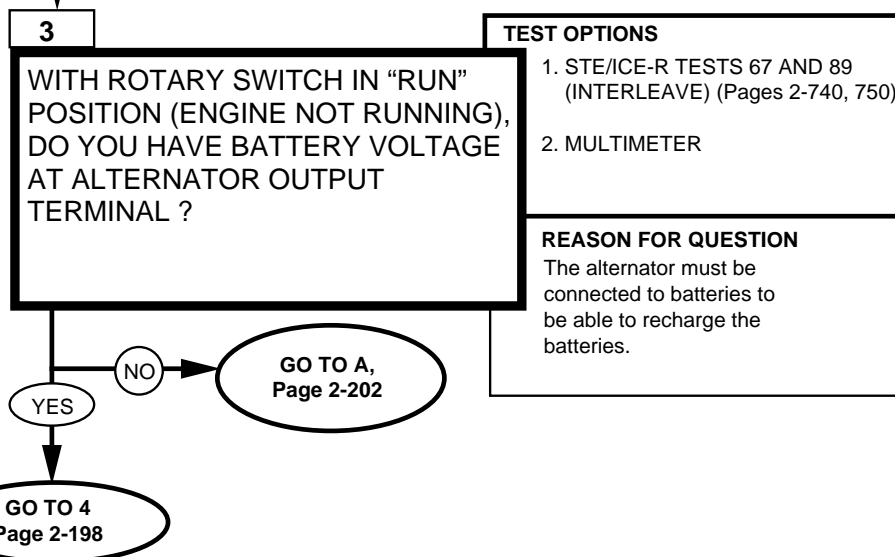 3
WITH ROTARY SWITCH IN “RUN”
POSITION (ENGINE NOT RUNNING),
DO YOU HAVE BATTERY VOLTAGE
AT ALTERNATOR OUTPUT
TERMINAL ?
TEST OPTIONS
1. STE/ICE-R TESTS 67 AND 89
(INTERLEAVE) (Pages 2-740, 750)
2. MULTIMETER
REASON FOR QUESTION
The alternator must be
connected to batteries to
be able to recharge the
batteries.
NO
GO TO A,
Page 2-202
YES
GO TO 4
Page 2-198